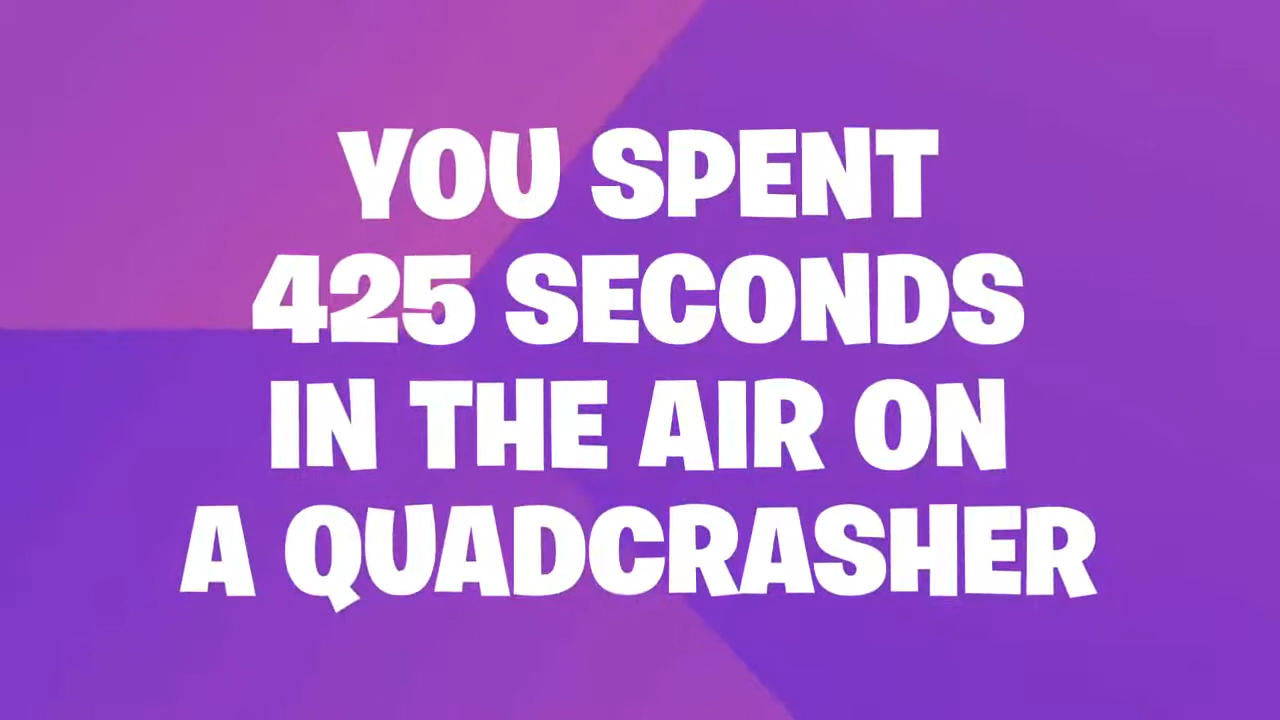 YOU SPENT
425 SECONDS
IN THE AIR ON
A QUADCRASHER